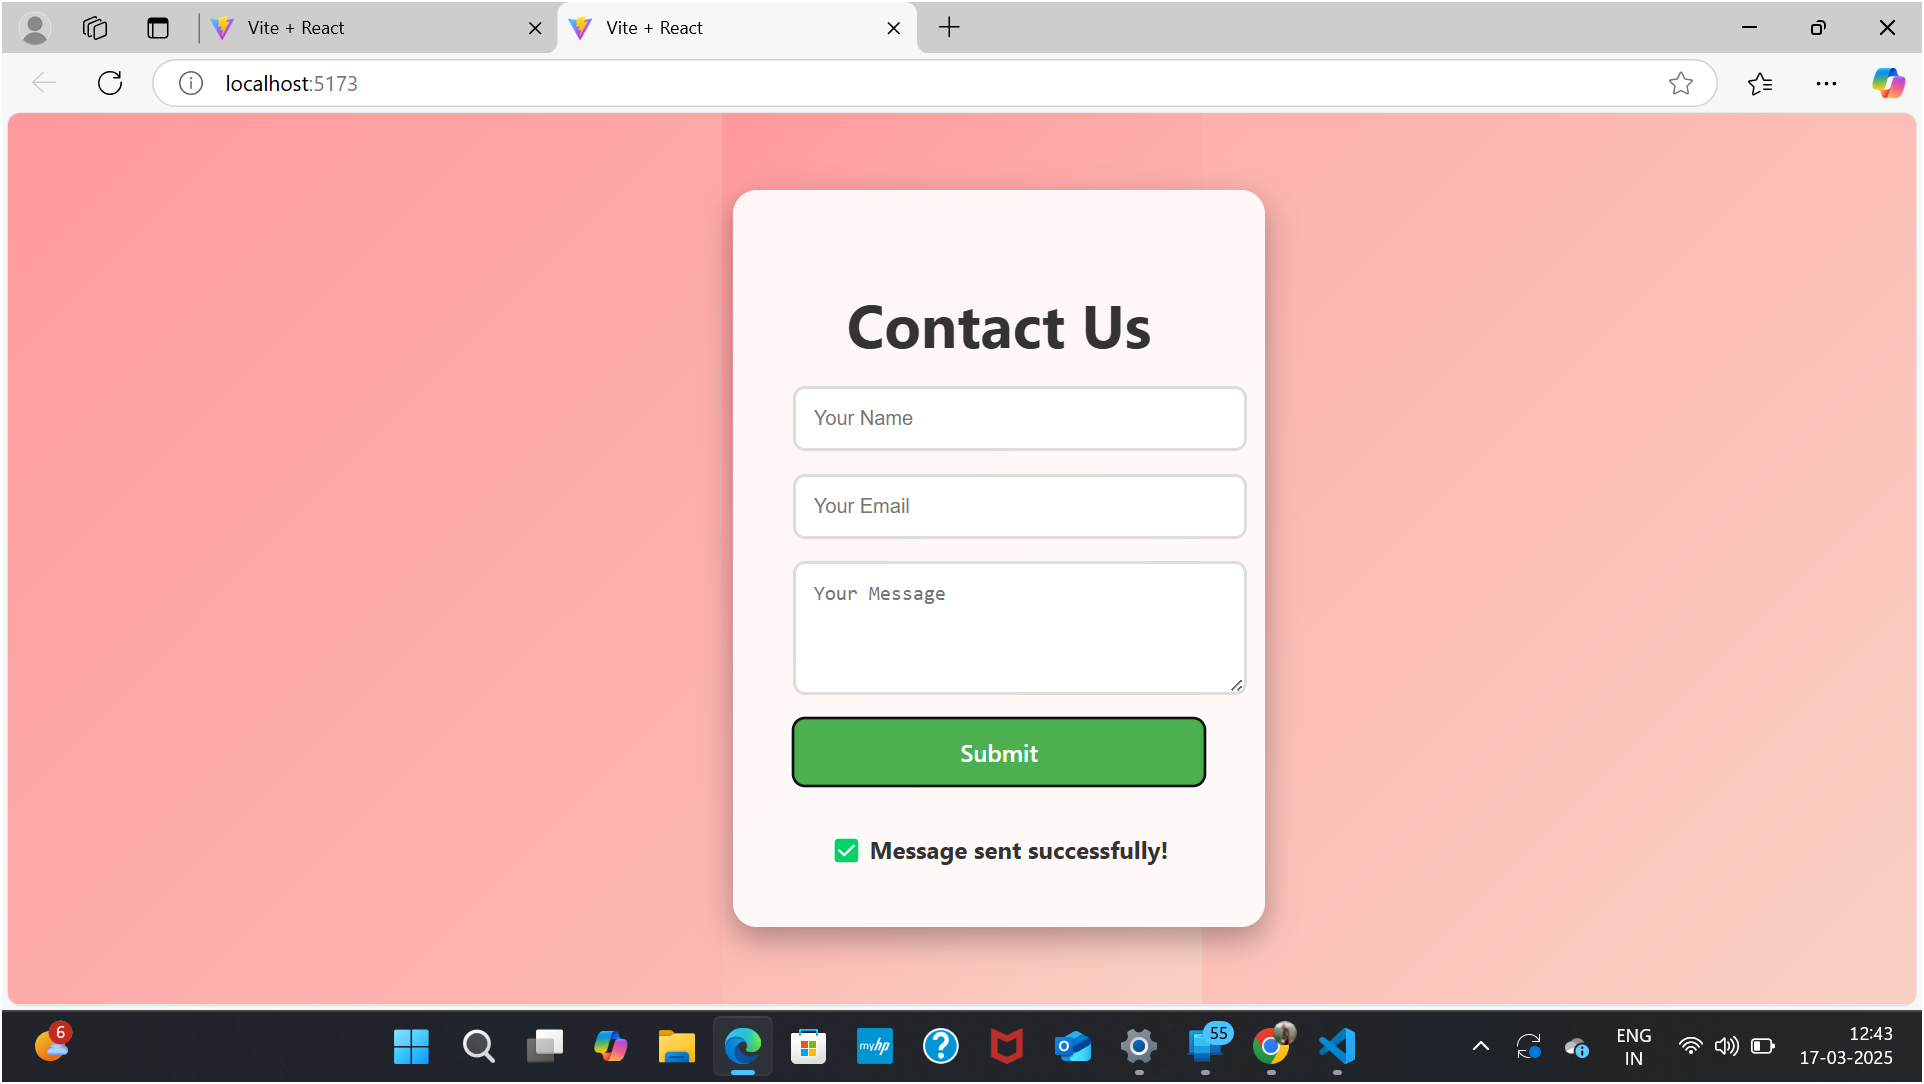 Vite + React
Vite + React
localhost:5173
Contact Us
Your Name
Your Email
Your Message
Submit
Message sent successfully!
6
myhp
55
ENG
IN
12:43
17-03-2025